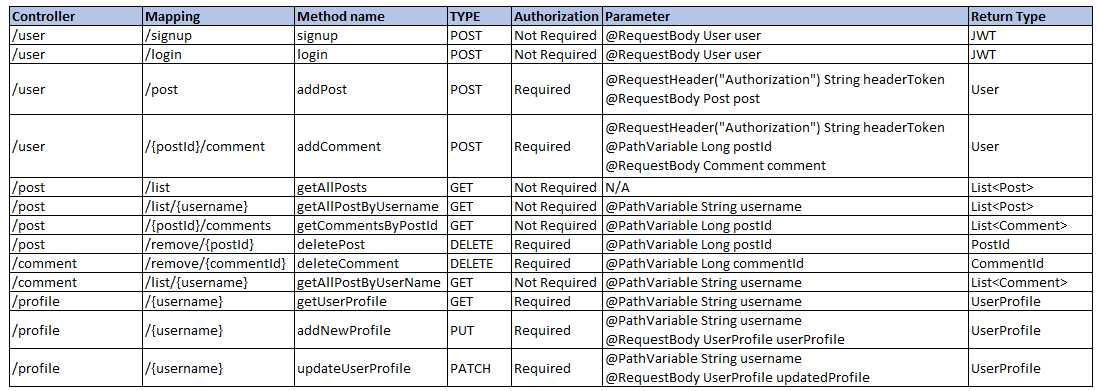 Controller Mapping Method name TYPE Authorization Parameter Return Type
/user /signup signup POST Not Required @RequestBody User user JWT
/user /login login POST Not Required @RequestBody User user JWT
/user /post addPost POST Required @RequestHeader("Authorization") String headerToken User
@RequestBody Post post
/user /{postId}/comment addComment POST Required @RequestHeader("Authorization") String headerToken User
@PathVariable Long postId
@RequestBody Comment comment
/post /list getAllPosts GET Not Required N/A List<Post>
/post /list/{username} getAllPostByUsername GET Not Required @PathVariable String username List<Post>
/post /{postId}/comments getCommentsByPostId GET Not Required @PathVariable Long postId List<Comment>
/post /remove/{postId} deletePost DELETE Required @PathVariable Long postId PostId
/comment /remove/{commentId} deleteComment DELETE Required @PathVariable Long commentId CommentId
/comment /list/{username} getAllPostByUserName GET Not Required @PathVariable String username List<Comment>
/profile /{username} getUserProfile GET Required @PathVariable String username UserProfile
/profile /{username} addNewProfile PUT Required @PathVariable String username UserProfile
@RequestBody UserProfile userProfile
/profile /{username} updateUserProfile PATCH Required @PathVariable String username UserProfile
@RequestBody UserProfile updatedProfile